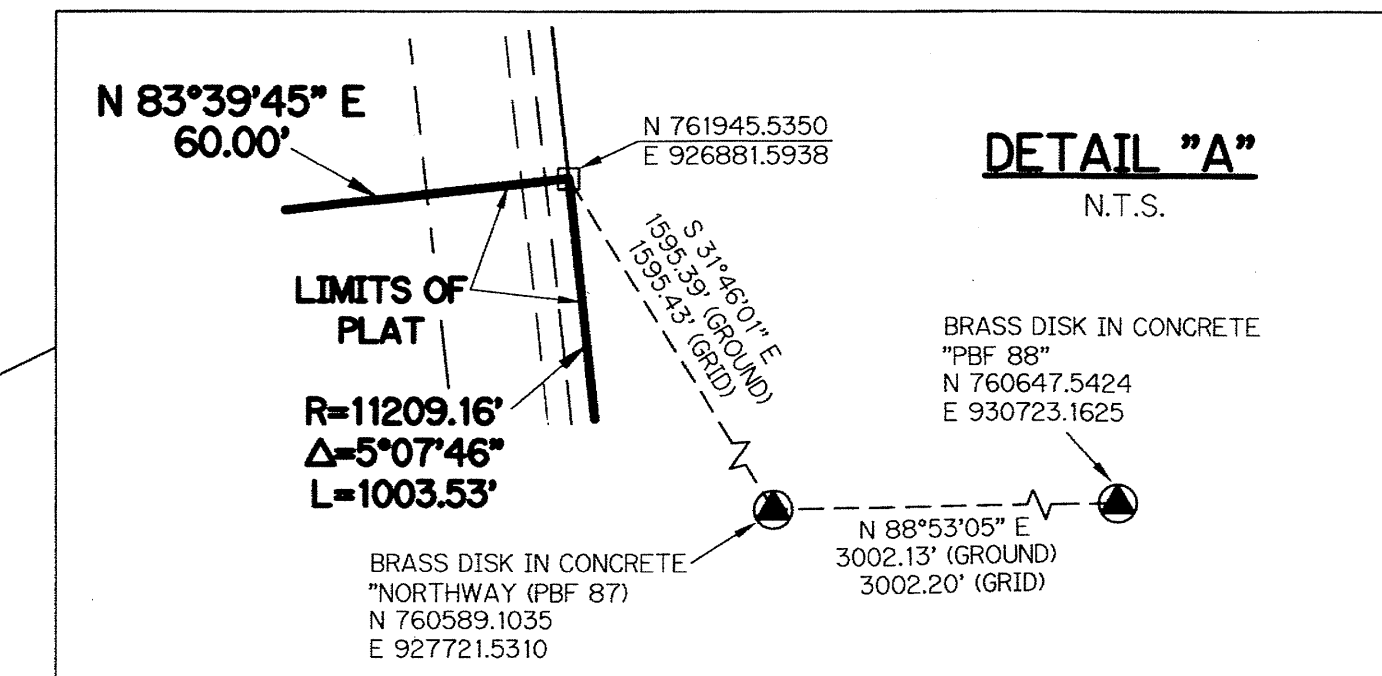 N 83°39'45" E
60.00'
N 761945.5350
E 926881.5938
DETAIL "A"
N.T.S.
S 31°46'01" E
1595.39' (GROUND)
1595.43' (GRID)
LIMITS OF
PLAT
R=11209.16'
Δ=5°07'46"
L=1003.53'
BRASS DISK IN CONCRETE
"PBF 88"
N 760647.5424
E 930723.1625
N 88°53'05" E
3002.13' (GROUND)
3002.20' (GRID)
BRASS DISK IN CONCRETE
"NORTHWAY (PBF 87)
N 760589.1035
E 927721.5310